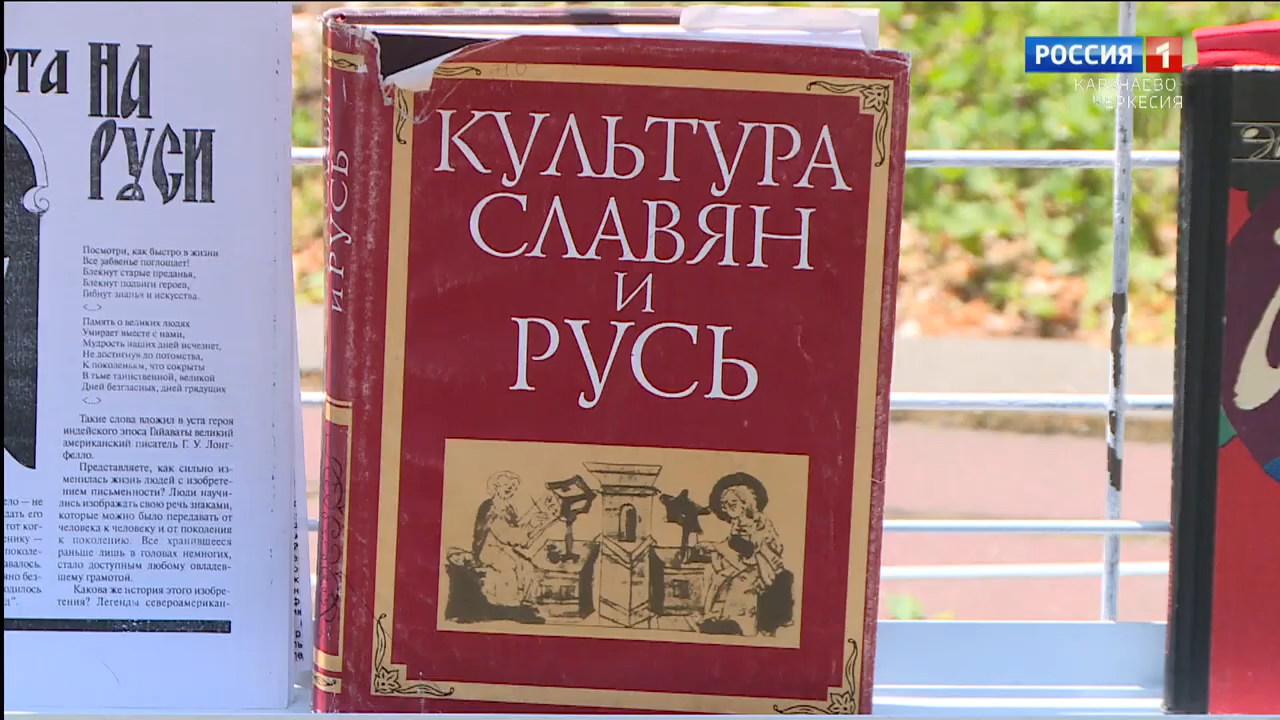 НА
РУСИ
Посмотри, как быстро в жизни
Все забвенье поглощает!
Блекнут старые преданья,
Блекнут подвиги героев,
Гибнут знанья и искусства.
<...>
Память о великих людях
Умирает вместе с нами,
Мудрость наших дней исчезнет,
Не достигнув до потомства,
К поколеньям, что сокрыты
В тьме таинственной, великой
Дней безгласных, дней грядущих
<...>
Такие слова вложил в уста героя
индейского эпоса Гайаваты великий
американский писатель Г. У. Лонг-
фелло.
Представляете, как сильно из-
менилась жизнь людей с изобрете-
нием письменности? Люди научи-
лись изображать свою речь знаками,
которые можно было передавать от
человека к человеку и от поколения
к поколению. Все хранившееся
раньше лишь в головах немногих,
стало доступным любому овладев-
шему грамотой.
Какова же история этого изобре-
тения? Легенды североамерикан-
И РУСЬ
КУЛЬТУРА
СЛАВЯН
И
РУСЬ
РОССИЯ 1
КАРАЧАЕВО
ЧЕРКЕСИЯ